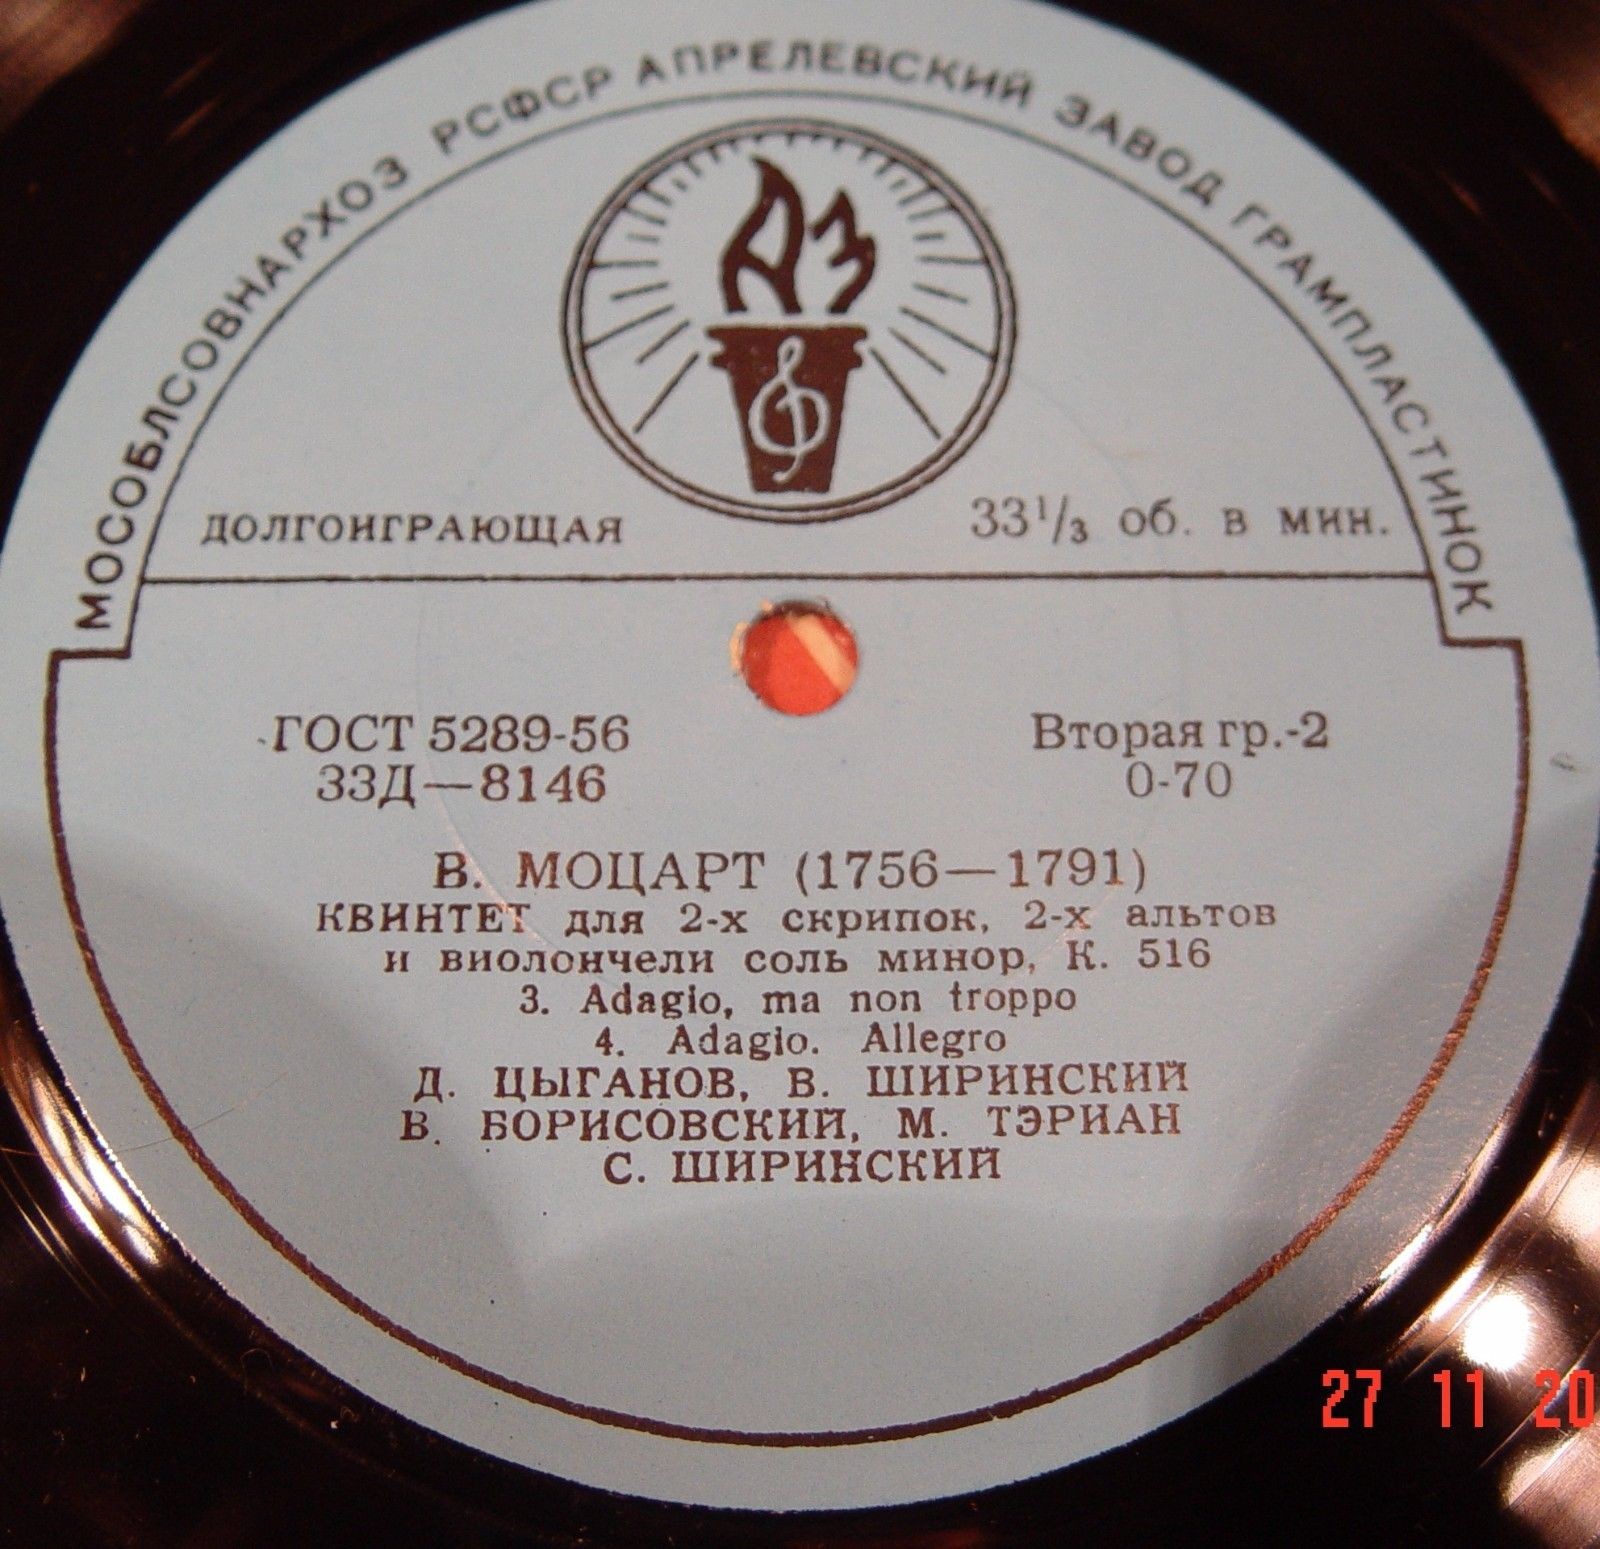 МОСОБЛСОВНАРХОЗ РСФСР АПРЕЛЕВСКИЙ ЗАВОД ГРАМПЛАСТИНОК
АЗ
ДОЛГОИГРАЮЩАЯ 33 1/3 об. в мин.
ГОСТ 5289-56 Вторая гр.-2
33Д—8146 0-70
В. МОЦАРТ (1756—1791)
КВИНТЕТ для 2-х скрипок, 2-х альтов
и виолончели соль минор, К. 516
3. Adagio, ma non troppo
4. Adagio. Allegro
Д. ЦЫГАНОВ, В. ШИРИНСКИЙ
В. БОРИСОВСКИЙ, М. ТЭРИАН
С. ШИРИНСКИЙ
27 11 20